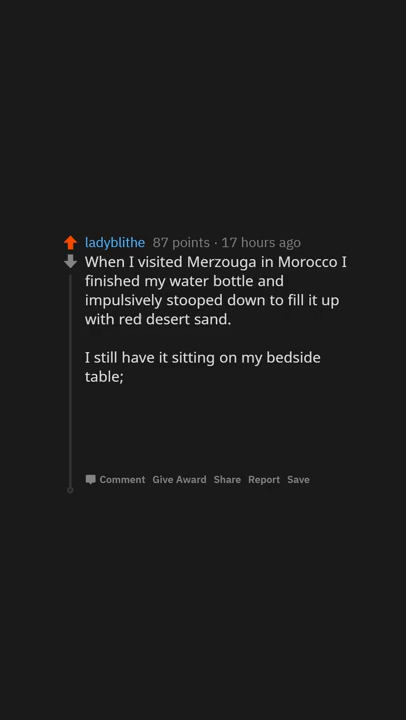 ladyblithe 87 points · 17 hours ago
When I visited Merzouga in Morocco I
finished my water bottle and
impulsively stooped down to fill it up
with red desert sand.
I still have it sitting on my bedside
table;
Comment Give Award Share Report Save